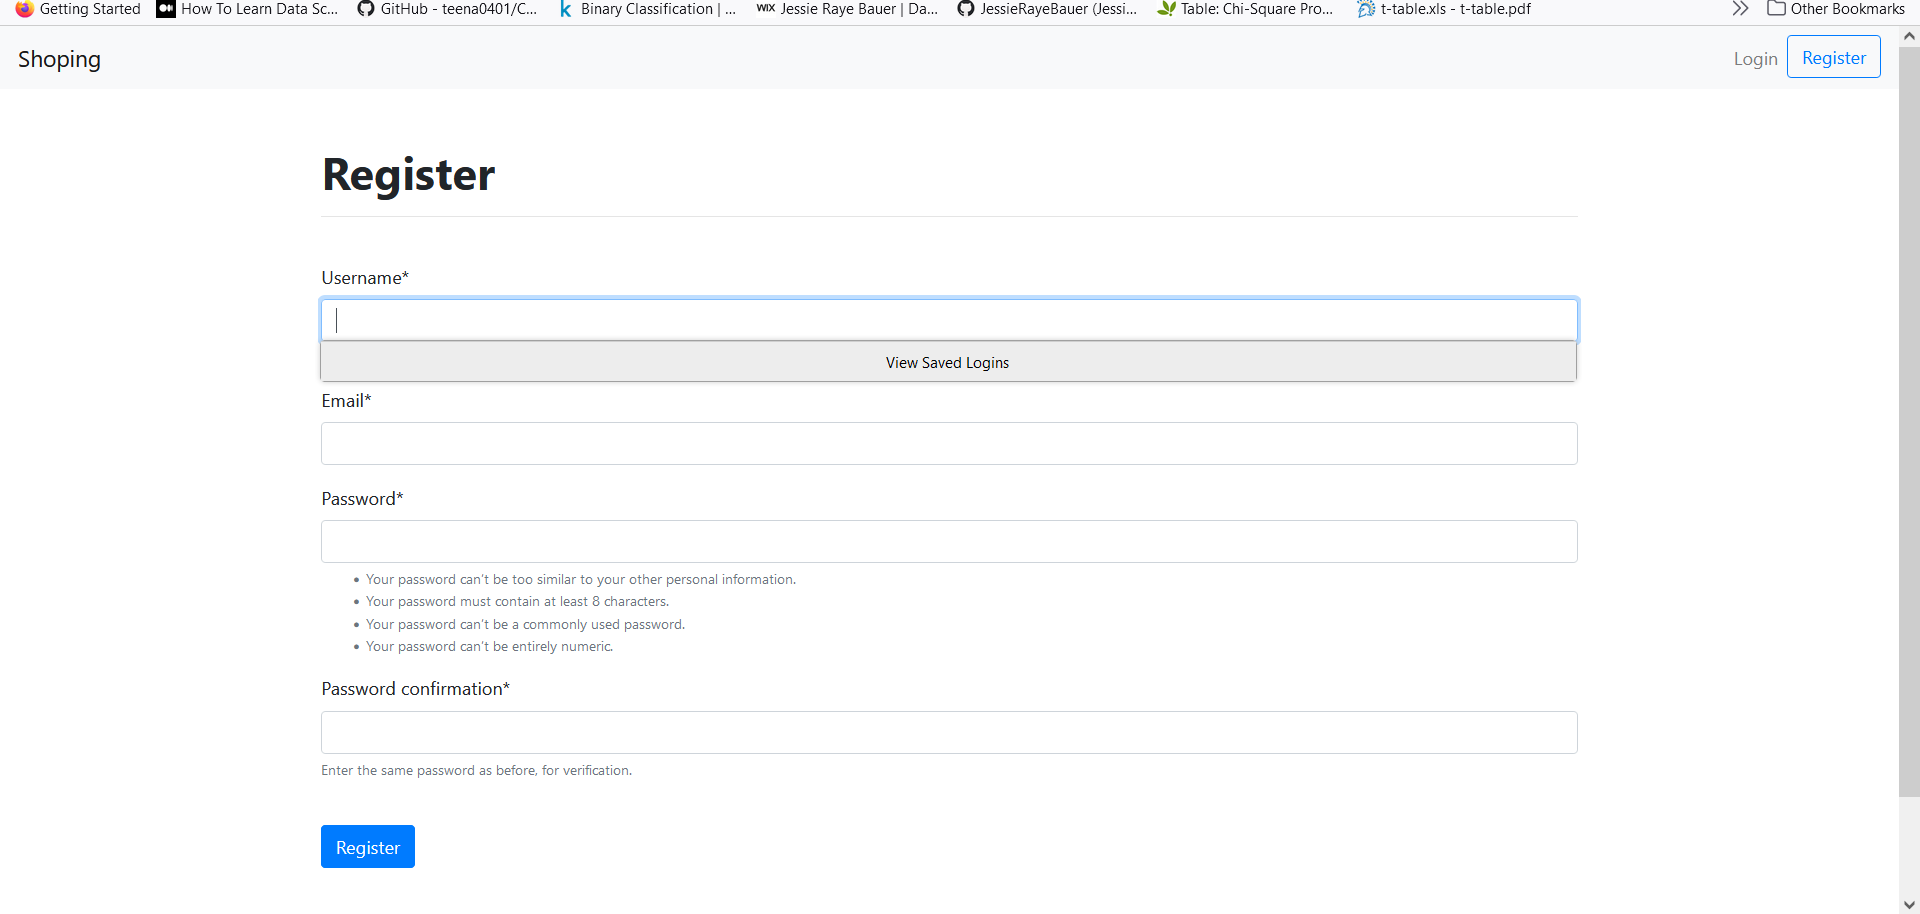 Getting Started How To Learn Data Sc... GitHub - teena0401/C... Binary Classification | ... WIX Jessie Raye Bauer | Da... JessieRayeBauer (Jessi... Table: Chi-Square Pro... t-table.xls - t-table.pdf Other Bookmarks
Shoping Login Register
Register
Username*
View Saved Logins
Email*
Password*
• Your password can't be too similar to your other personal information.
• Your password must contain at least 8 characters.
• Your password can't be a commonly used password.
• Your password can't be entirely numeric.
Password confirmation*
Enter the same password as before, for verification.
Register